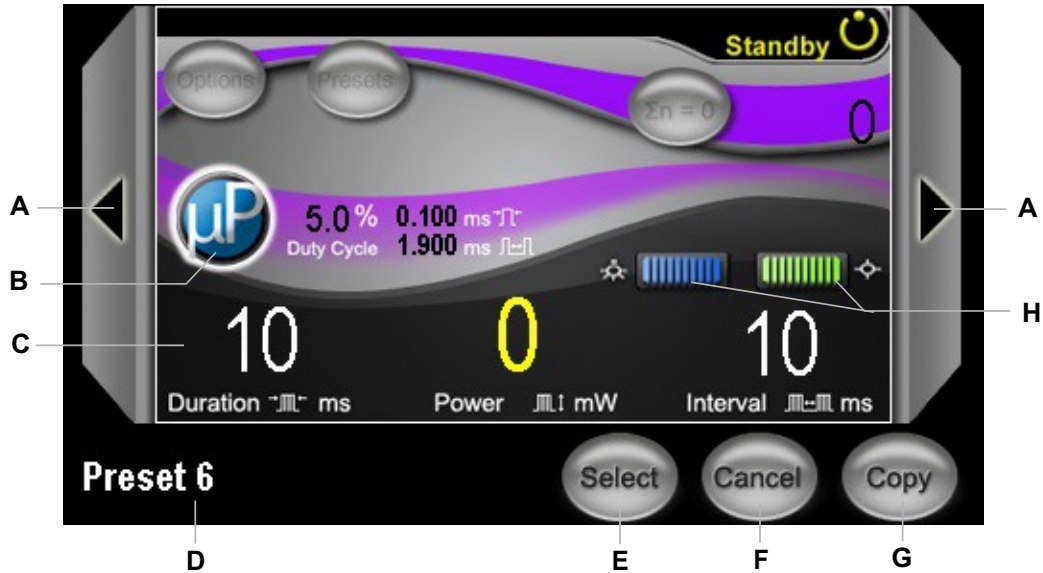 Standby
Options Presets Σn = 0
0
A A
µP 5.0% 0.100 ms
Duty Cycle 1.900 ms
B
H
C 10 0 10
Duration ms Power mW Interval ms
Preset 6 Select Cancel Copy
D E F G